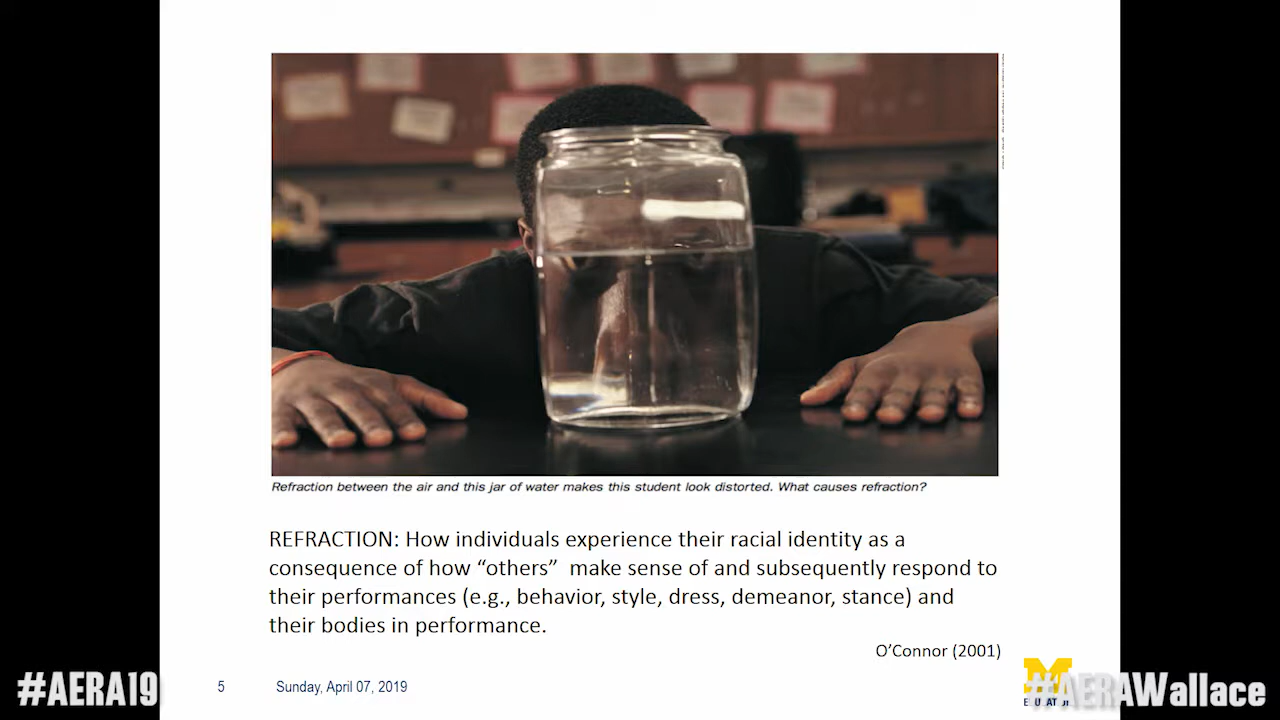 Refraction between the air and this jar of water makes this student look distorted. What causes refraction?
REFRACTION: How individuals experience their racial identity as a
consequence of how “others”  make sense of and subsequently respond to
their performances (e.g., behavior, style, dress, demeanor, stance) and
their bodies in performance.
O’Connor (2001)
#AERA19
5
Sunday, April 07, 2019
M
#AERAWallace